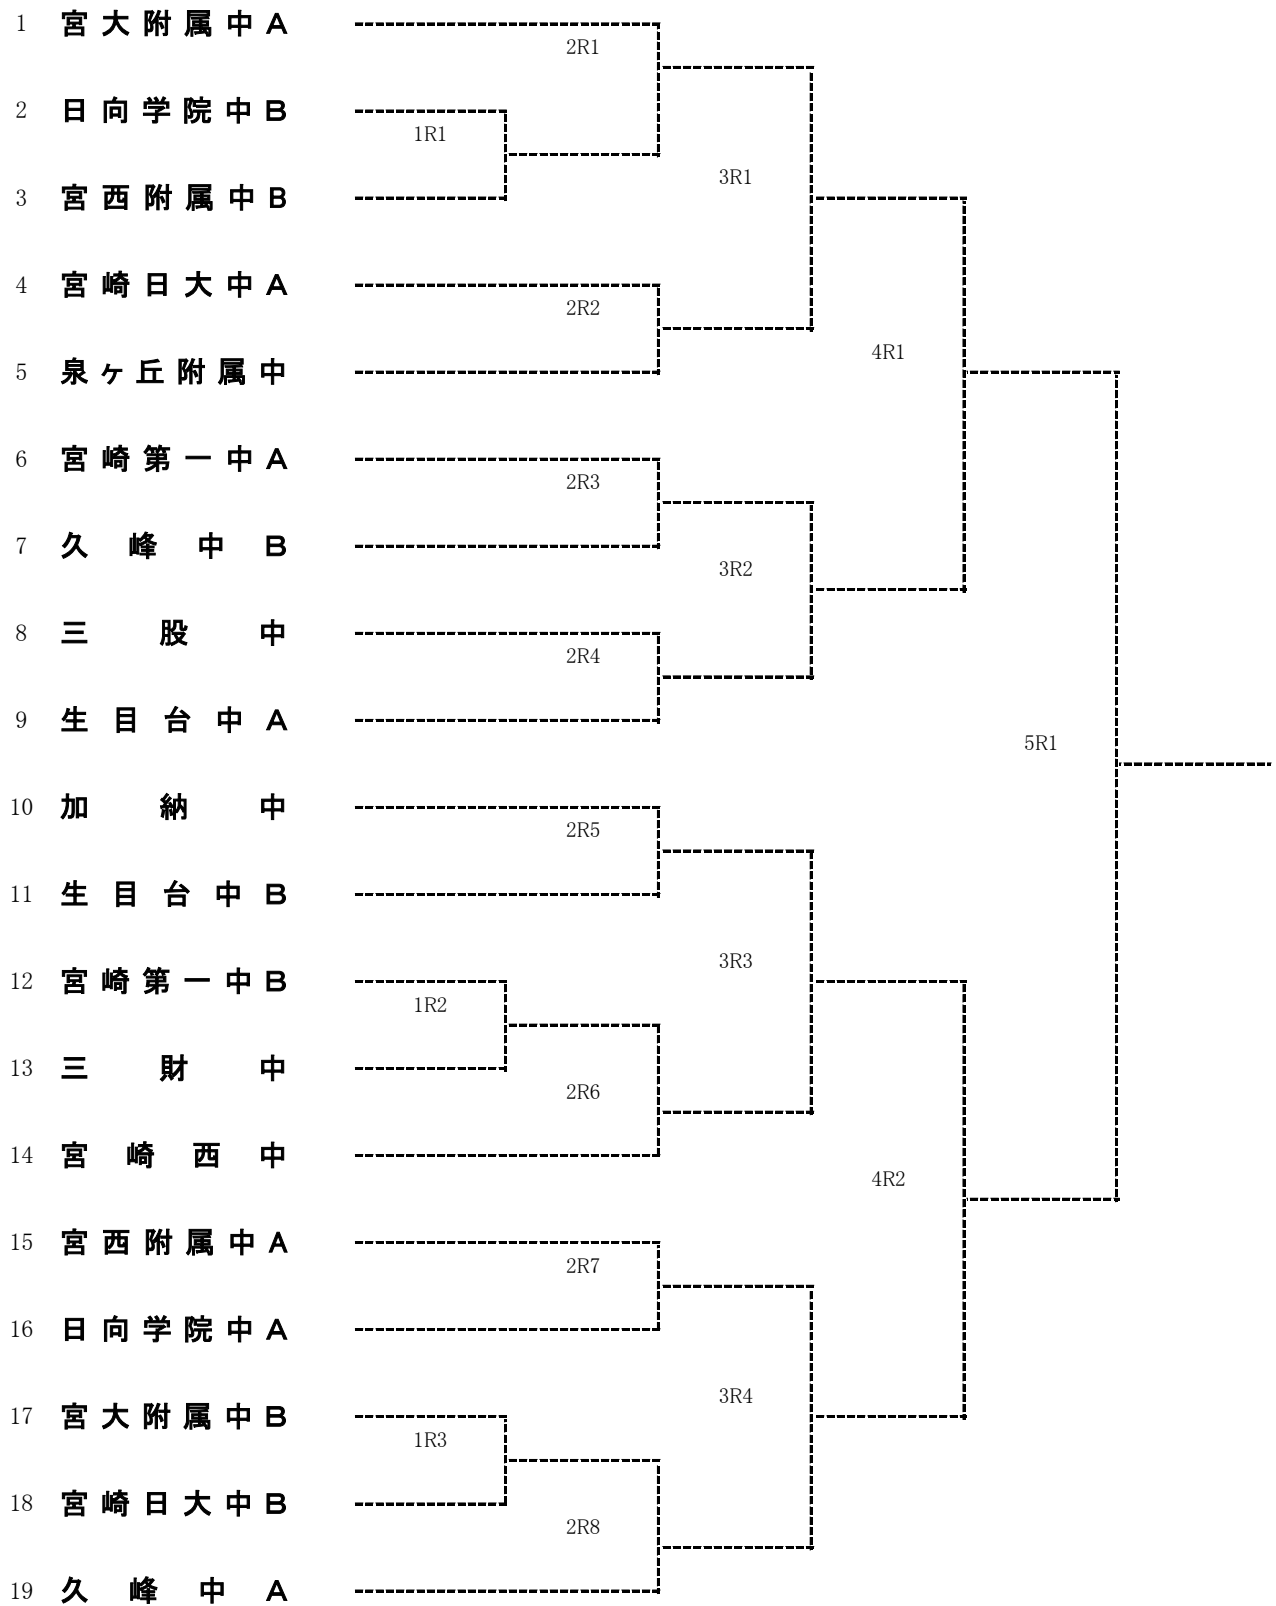 1 宮大附属中A
2R1
2 日向学院中B
1R1
3R1
3 宮西附属中B
4 宮崎日大中A
2R2
4R1
5 泉ヶ丘附属中
6 宮崎第一中A
2R3
7 久峰中B
3R2
8 三股中
2R4
9 生目台中A
5R1
10 加納中
2R5
11 生目台中B
3R3
12 宮崎第一中B
1R2
13 三財中
2R6
14 宮崎西中
4R2
15 宮西附属中A
2R7
16 日向学院中A
3R4
17 宮大附属中B
1R3
18 宮崎日大中B
2R8
19 久峰中A